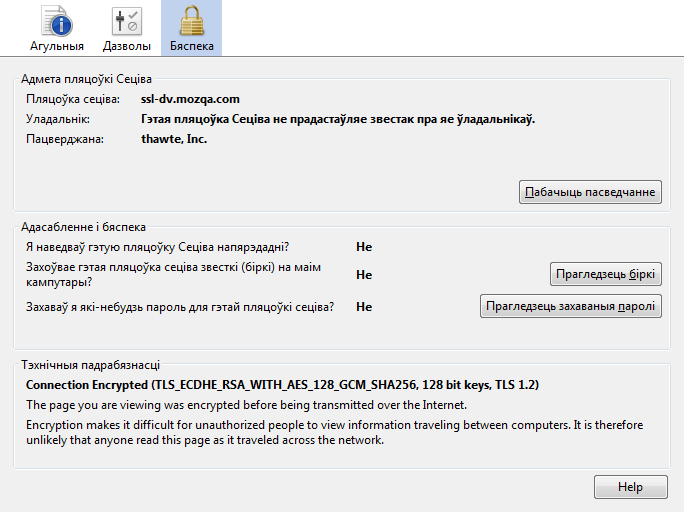 Агульныя Дазволы Бяспека
Адмета пляцоўкі Сеціва
Пляцоўка сеціва: ssl-dv.mozqa.com
Уладальнік: Гэтая пляцоўка Сеціва не прадастаўляе звестак пра яе ўладальнікаў.
Пацверджана: thawte, Inc.
Пабачыць пасведчанне
Адасабленне і бяспека
Я наведваў гэтую пляцоўку Сеціва напярэдадні? Не
Захоўвае гэтая пляцоўка сеціва звесткі (біркі) на маім
кампутары? Не Прагледзець біркі
Захаваў я які-небудзь пароль для гэтай пляцоўкі сеціва? Не Прагледзець захаваныя паролі
Тэхнічныя падрабязнасці
Connection Encrypted (TLS_ECDHE_RSA_WITH_AES_128_GCM_SHA256, 128 bit keys, TLS 1.2)
The page you are viewing was encrypted before being transmitted over the Internet.
Encryption makes it difficult for unauthorized people to view information traveling between computers. It is therefore
unlikely that anyone read this page as it traveled across the network.
Help